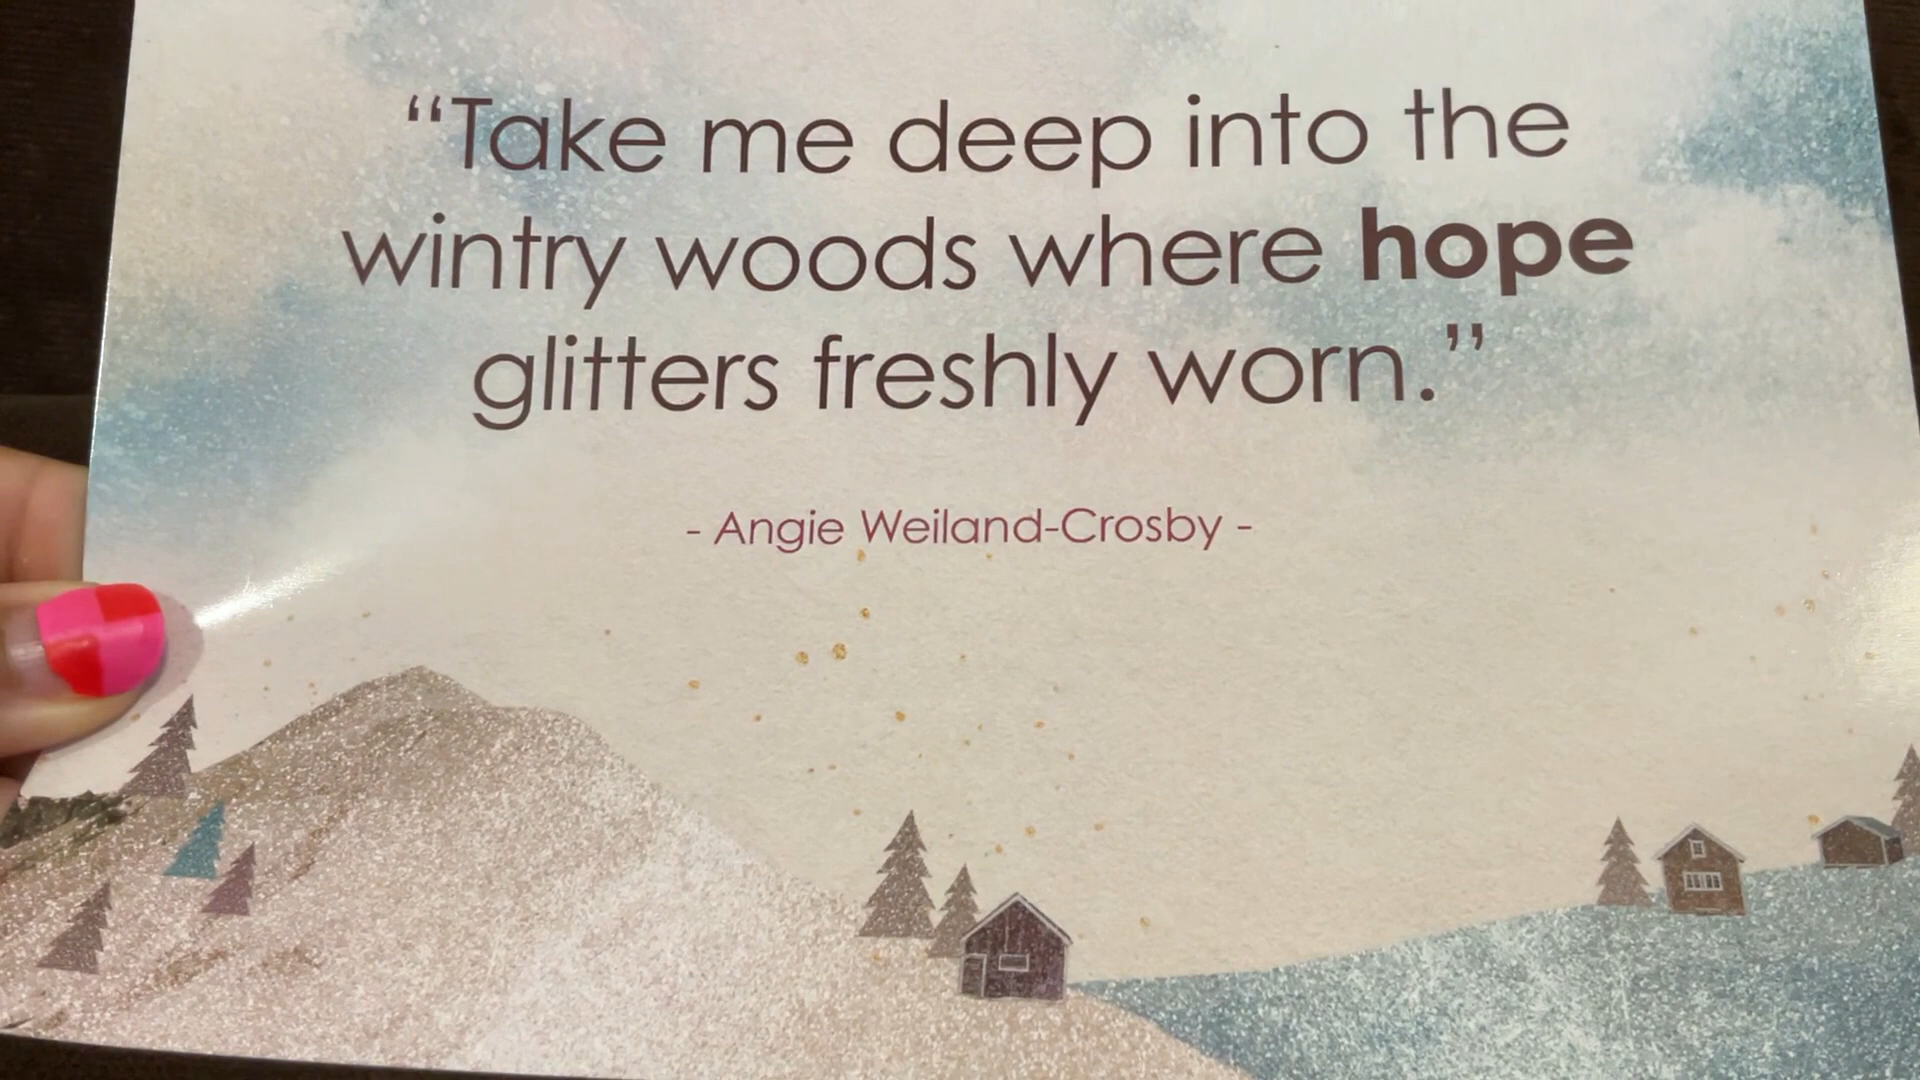 “Take me deep into the
wintry woods where hope
glitters freshly worn.”
- Angie Weiland-Crosby -